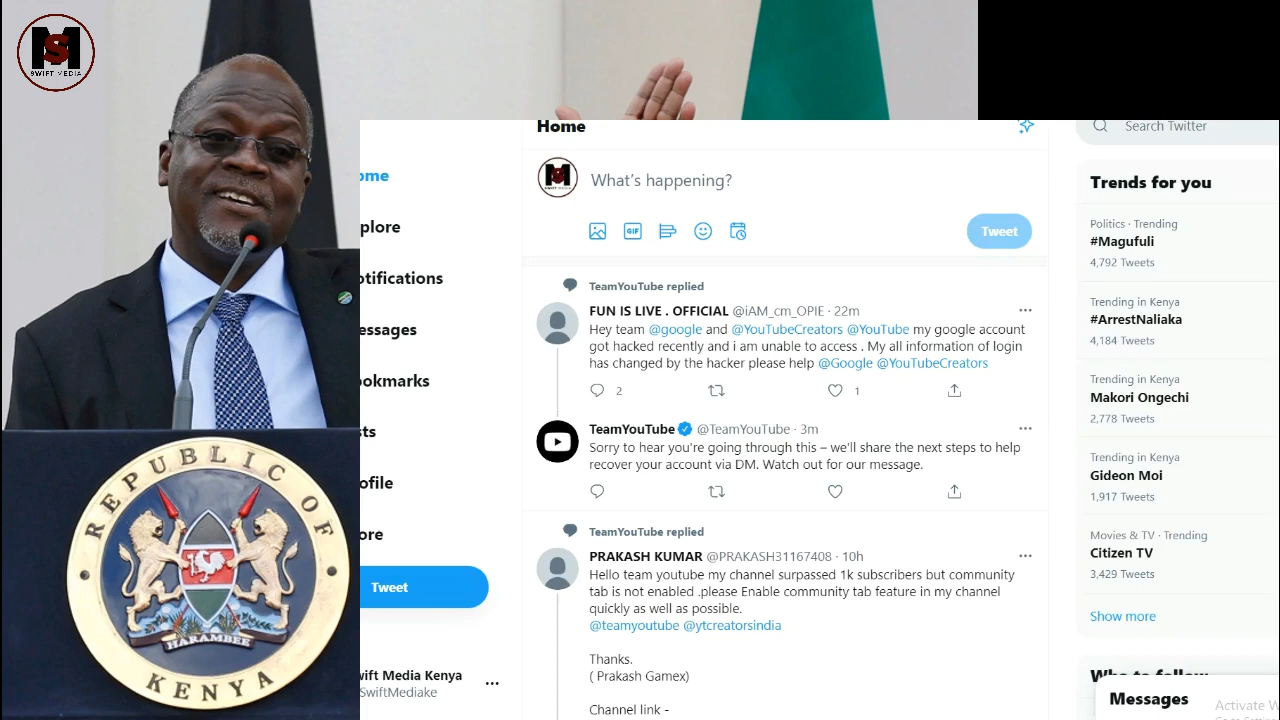 M
S
SWIFT MEDIA
REPUBLIC OF
HARAMBEE
KENYA
ome
plore
otifications
essages
ookmarks
sts
ofile
ore
Tweet
wift Media Kenya
SwiftMediake
Home
What's happening?
GIF
Tweet
TeamYouTube replied
FUN IS LIVE . OFFICIAL @iAM_cm_OPIE · 22m
Hey team @google and @YouTubeCreators @YouTube my google account
got hacked recently and i am unable to access . My all information of login
has changed by the hacker please help @Google @YouTubeCreators
2
1
TeamYouTube @TeamYouTube · 3m
Sorry to hear you're going through this – we'll share the next steps to help
recover your account via DM. Watch out for our message.
TeamYouTube replied
PRAKASH KUMAR @PRAKASH31167408 · 10h
Hello team youtube my channel surpassed 1k subscribers but community
tab is not enabled .please Enable community tab feature in my channel
quickly as well as possible.
@teamyoutube @ytcreatorsindia
Thanks.
( Prakash Gamex)
Channel link -
Search Twitter
Trends for you
Politics · Trending
#Magufuli
4,792 Tweets
Trending in Kenya
#ArrestNaliaka
4,184 Tweets
Trending in Kenya
Makori Ongechi
2,778 Tweets
Trending in Kenya
Gideon Moi
1,917 Tweets
Movies & TV · Trending
Citizen TV
3,429 Tweets
Show more
Who to follow
Messages
Activate W